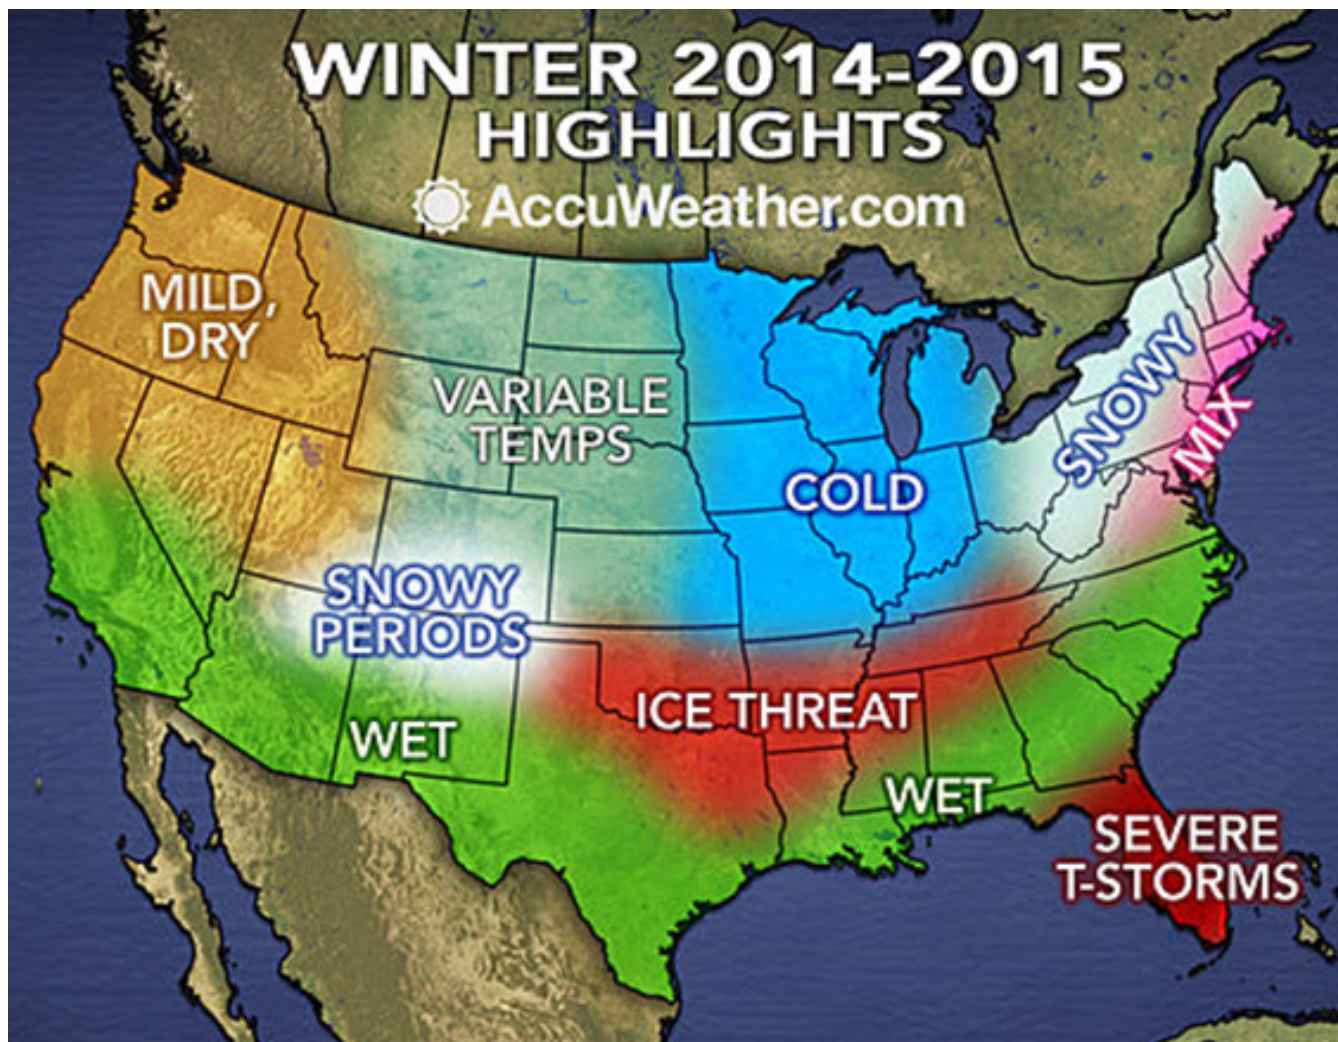 WINTER 2014-2015
HIGHLIGHTS
AccuWeather.com
MILD,
DRY
VARIABLE
TEMPS
COLD
SNOWY
MIX
SNOWY
PERIODS
ICE THREAT
WET
WET
SEVERE
T-STORMS